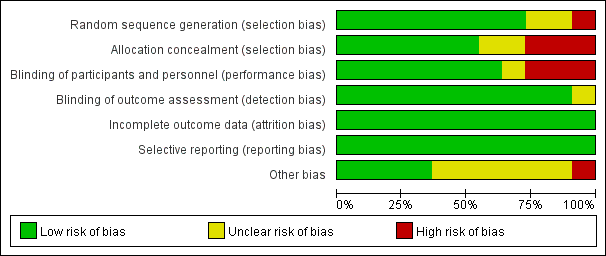 Random sequence generation (selection bias)
Allocation concealment (selection bias)
Blinding of participants and personnel (performance bias)
Blinding of outcome assessment (detection bias)
Incomplete outcome data (attrition bias)
Selective reporting (reporting bias)
Other bias
0% 25% 50% 75% 100%
Low risk of bias Unclear risk of bias High risk of bias